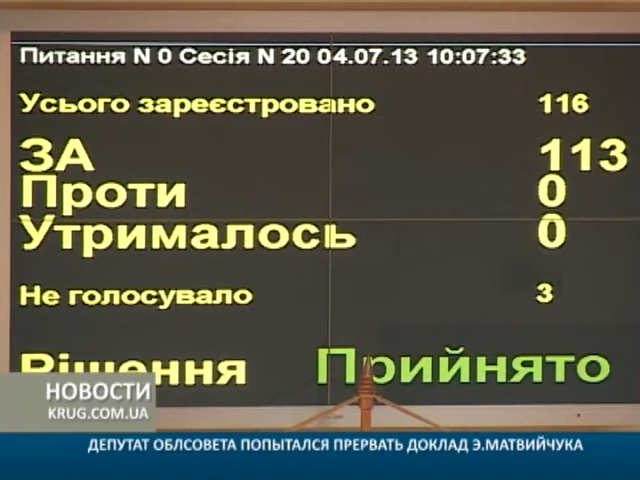 Питання N 0 Сесія N 20 04.07.13 10:07:33
Усього зареєстровано 116
ЗА 113
Проти 0
Утрималось 0
Не голосувало 3
Рішення Прийнято
НОВОСТИ
KRUG.COM.UA
ДЕПУТАТ ОБЛСОВЕТА ПОПЫТАЛСЯ ПРЕРВАТЬ ДОКЛАД Э.МАТВИЙЧУКА